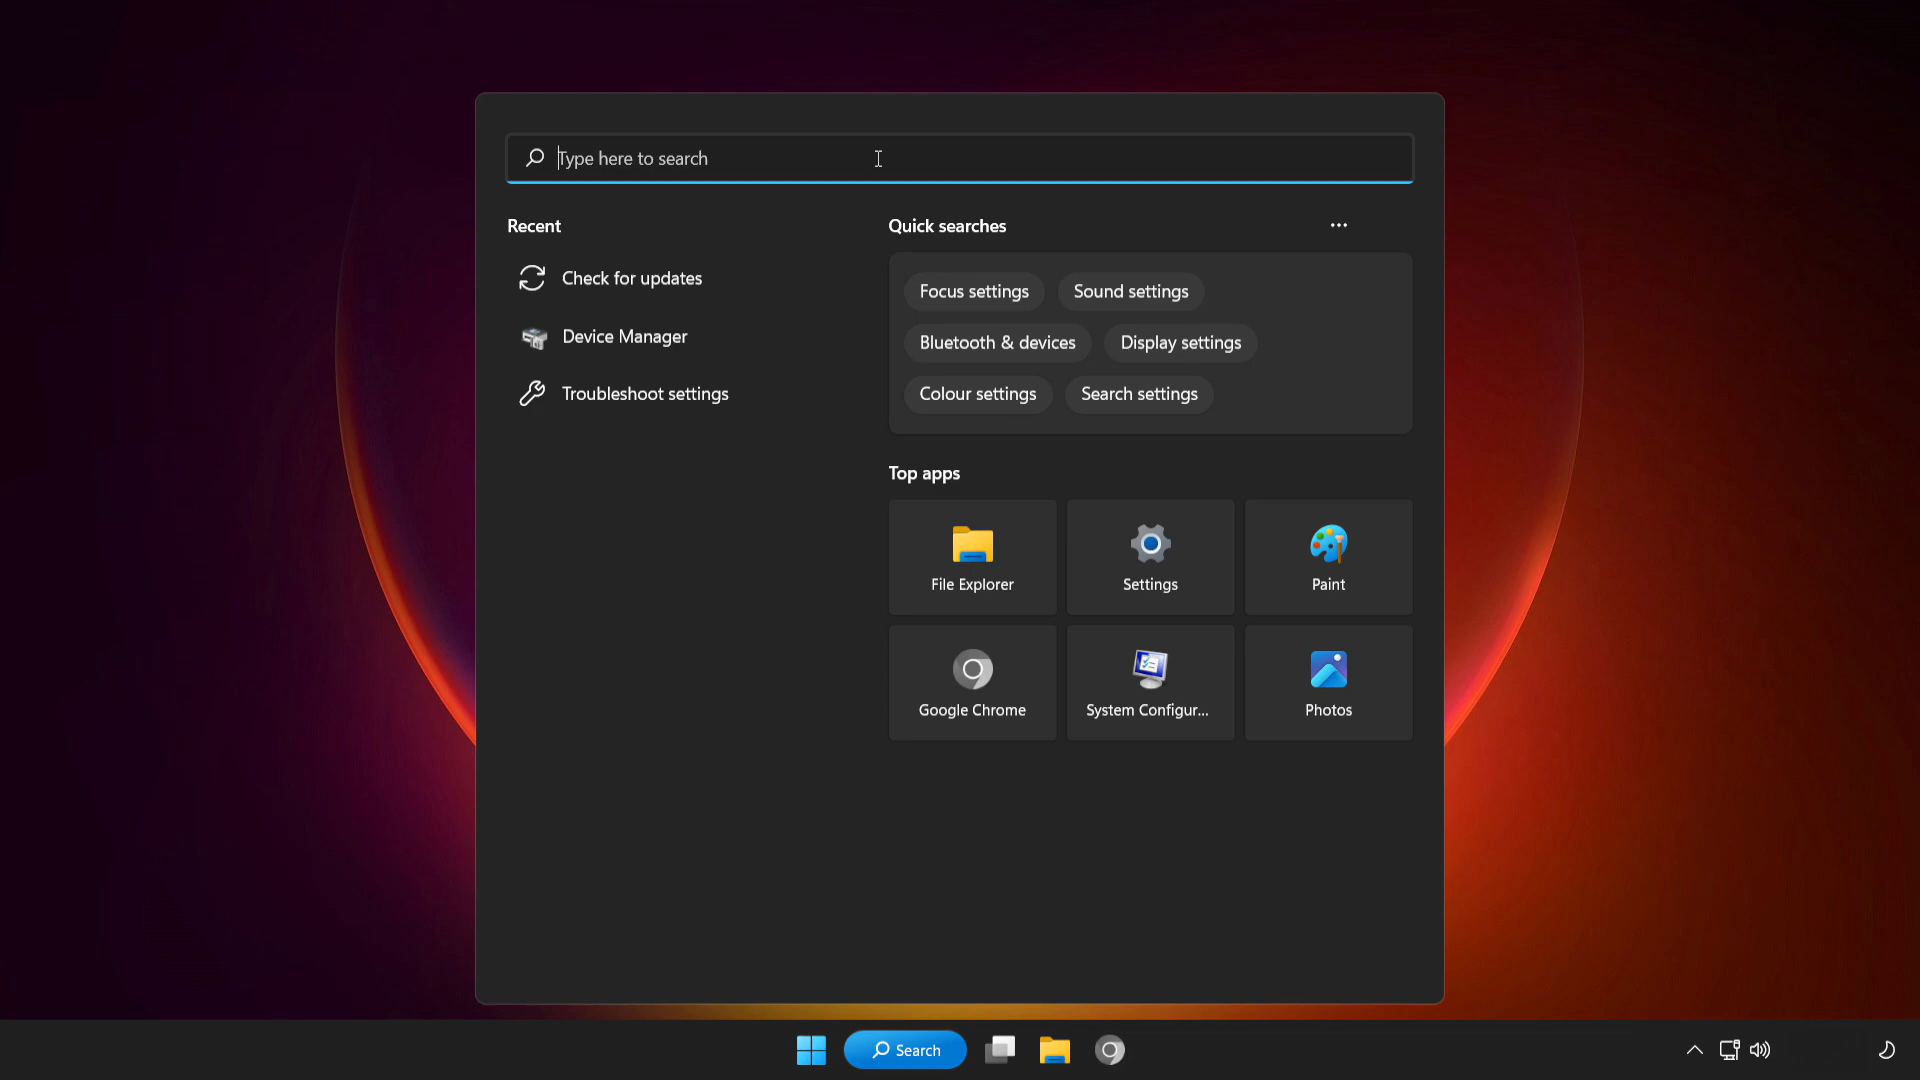 Type here to search
Recent
Quick searches
Check for updates
Device Manager
Troubleshoot settings
Focus settings
Sound settings
Bluetooth & devices
Display settings
Colour settings
Search settings
Top apps
File Explorer
Settings
Paint
Google Chrome
System Configur...
Photos
Search